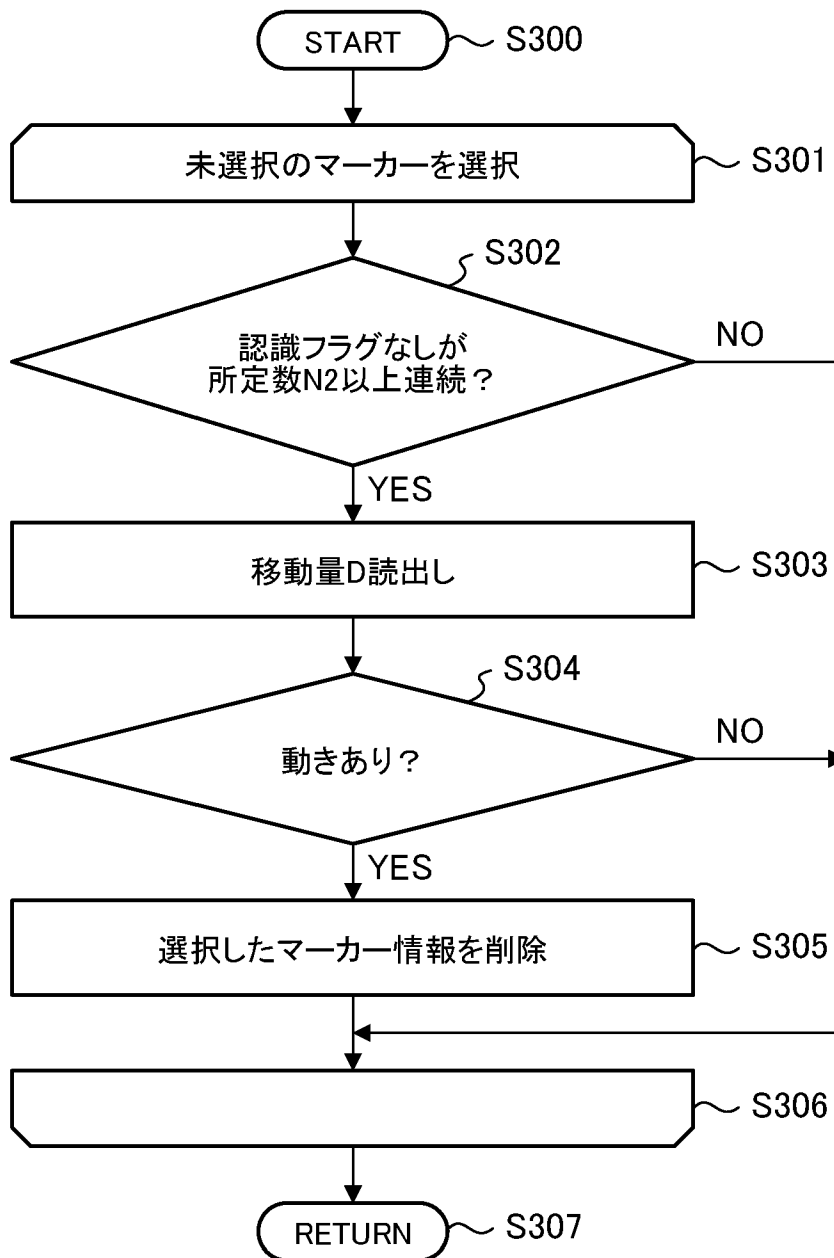 START
S300
未選択のマーカーを選択
S301
S302
認識フラグなしが
所定数N2以上連続？
NO
YES
移動量D読出し
S303
S304
動きあり？
NO
YES
選択したマーカー情報を削除
S305
S306
RETURN
S307